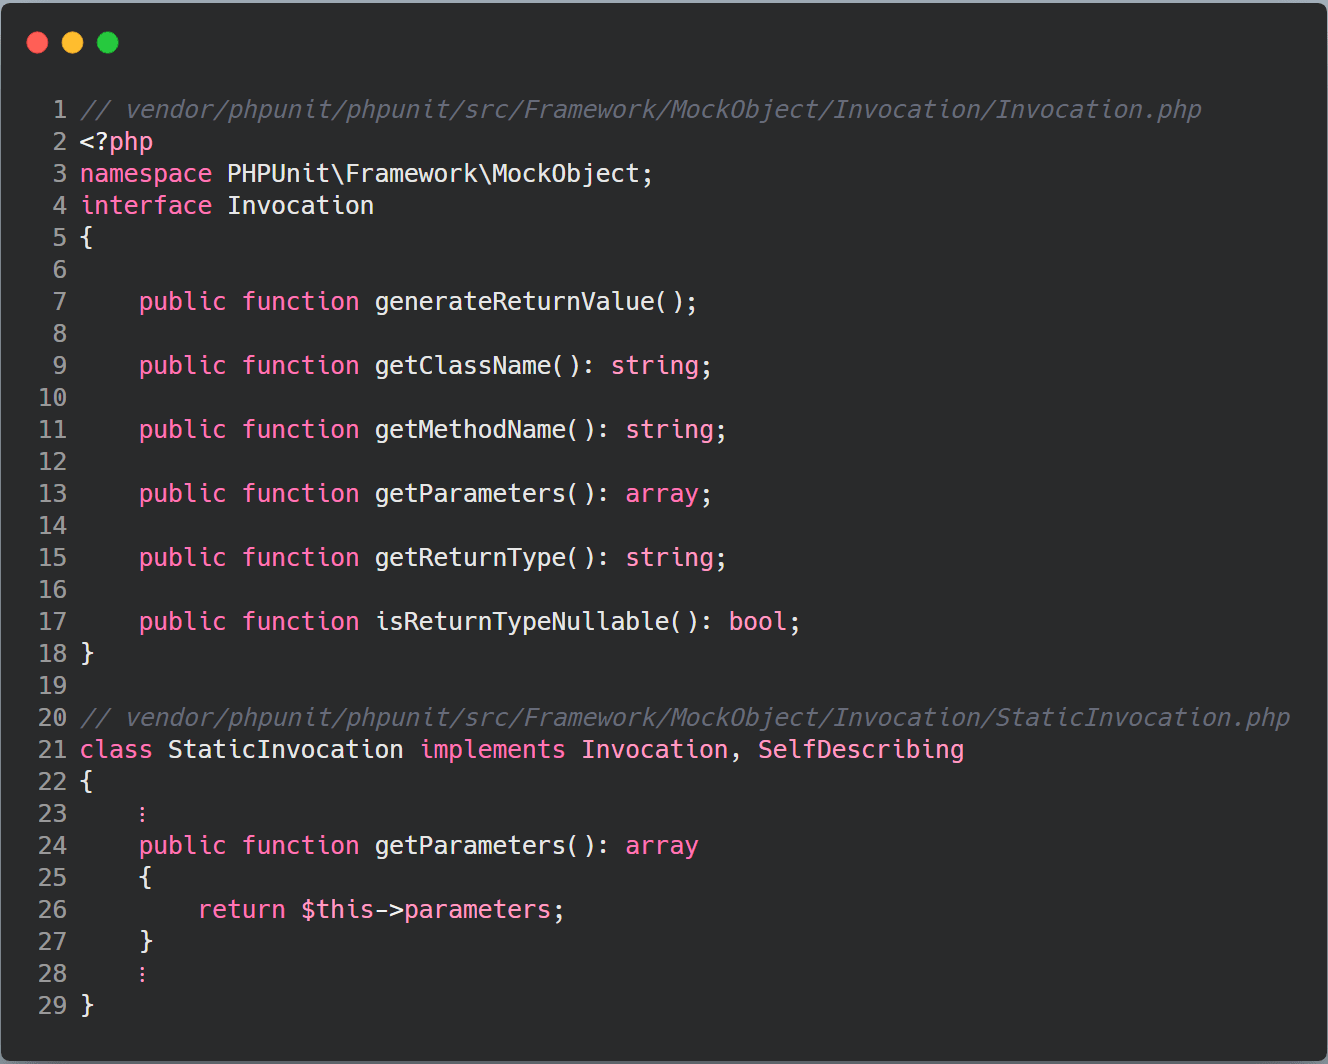 1 // vendor/phpunit/phpunit/src/Framework/MockObject/Invocation/Invocation.php
2 <?php
3 namespace PHPUnit\Framework\MockObject;
4 interface Invocation
5 {
6
7     public function generateReturnValue();
8
9     public function getClassName(): string;
10
11     public function getMethodName(): string;
12
13     public function getParameters(): array;
14
15     public function getReturnType(): string;
16
17     public function isReturnTypeNullable(): bool;
18 }
19
20 // vendor/phpunit/phpunit/src/Framework/MockObject/Invocation/StaticInvocation.php
21 class StaticInvocation implements Invocation, SelfDescribing
22 {
23     ⋮
24     public function getParameters(): array
25     {
26         return $this->parameters;
27     }
28     ⋮
29 }